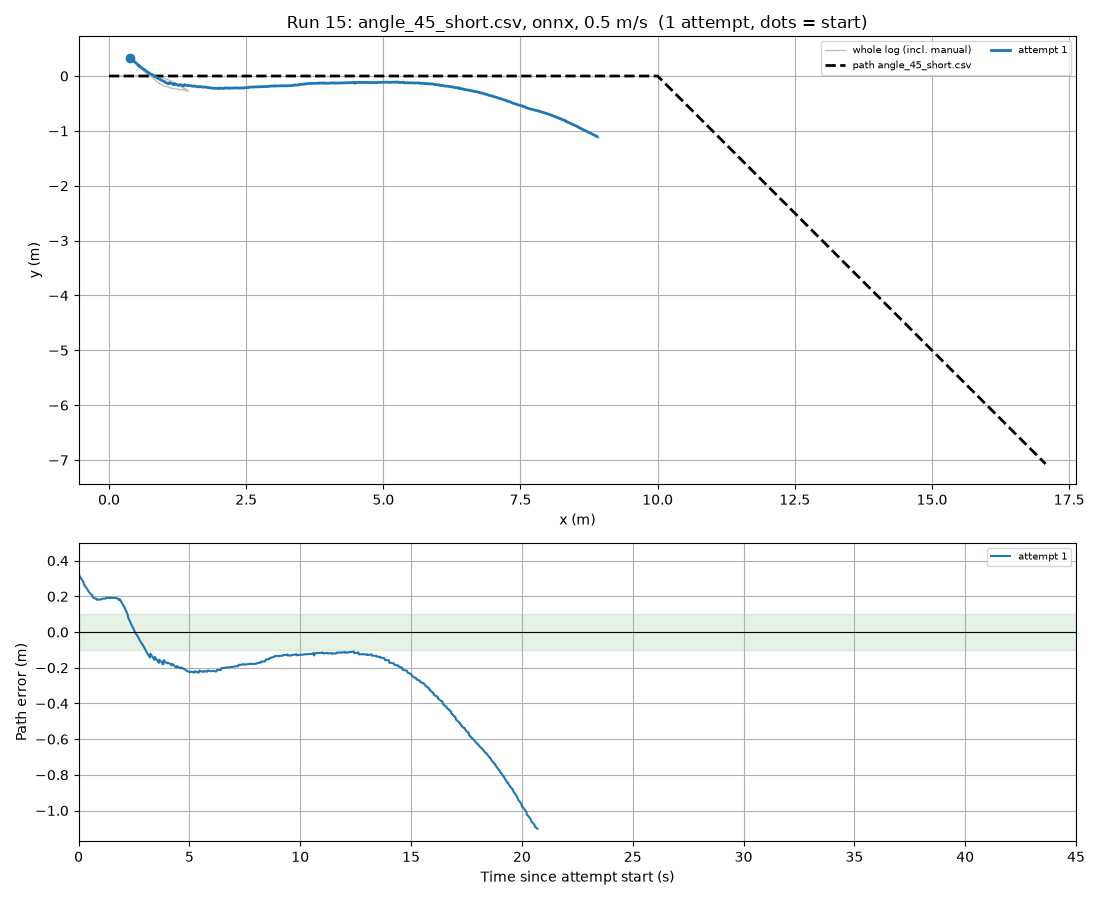 Run 15: angle_45_short.csv, onnx, 0.5 m/s  (1 attempt, dots = start)
whole log (incl. manual)
path angle_45_short.csv
attempt 1
y (m)
0
−1
−2
−3
−4
−5
−6
−7
0.0 2.5 5.0 7.5 10.0 12.5 15.0 17.5
x (m)
attempt 1
Path error (m)
0.4
0.2
0.0
−0.2
−0.4
−0.6
−0.8
−1.0
0 5 10 15 20 25 30 35 40 45
Time since attempt start (s)